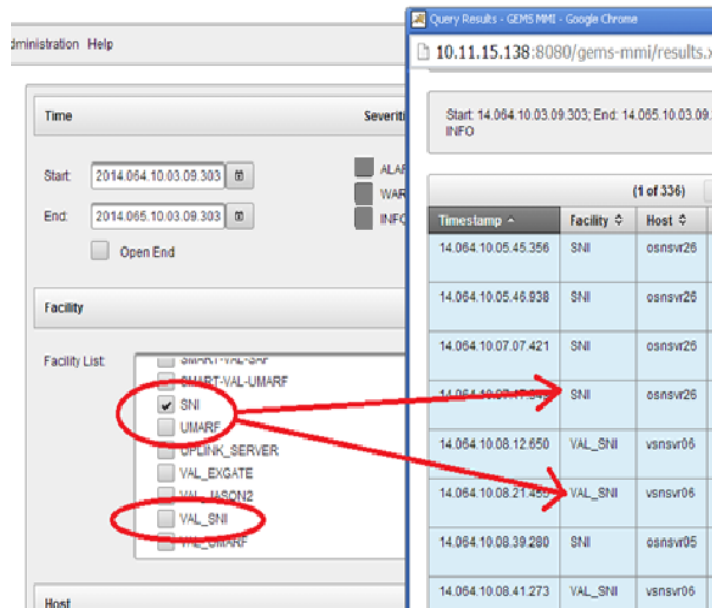 dministration Help
Time
Severiti
Start:
2014.064.10.03.09.303
ALAR
WAR
End:
2014.065.10.03.09.303
INFO
Open End
Facility
Facility List:
SMART-VAL-SAF
SMART-VAL-UMARF
SNI
UMARF
UPLINK_SERVER
VAL_EXGATE
VAL_JASON2
VAL_SNI
VAL_UMARF
Host
Query Results - GEMS MMI - Google Chrome
10.11.15.138:8080/gems-mmi/results.x
Start: 14.064.10.03.09.303; End: 14.065.10.03.09.
INFO
(1 of 336)
Timestamp Facility Host
14.064.10.05.45.356 SNI osnsvr26
14.064.10.05.46.938 SNI osnsvr26
14.064.10.07.07.421 SNI osnsvr26
SNI osnsvr26
14.064.10.08.12.650 VAL_SNI vsnsvr06
VAL_SNI vsnsvr06
14.064.10.08.39.280 SNI osnsvr05
14.064.10.08.41.273 VAL_SNI vsnsvr06